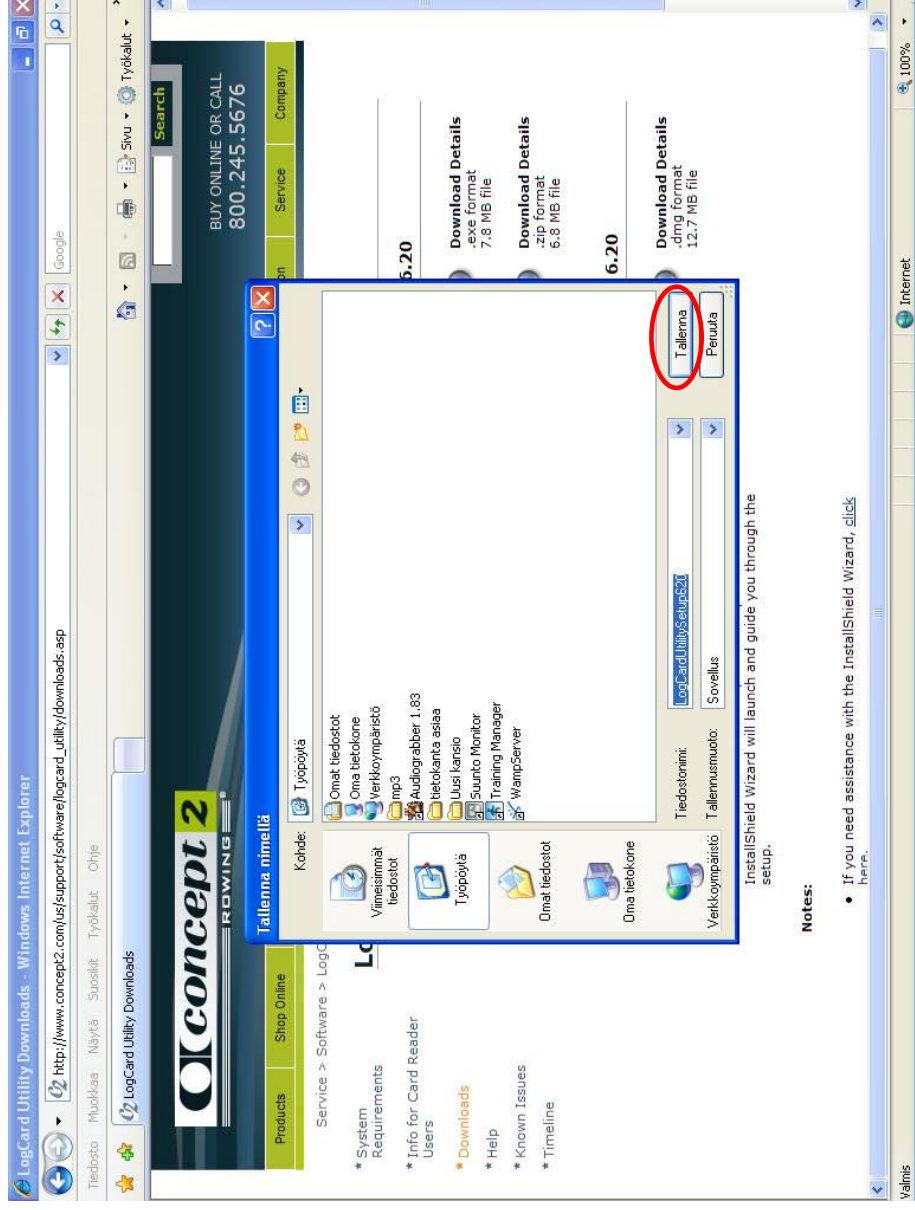 LogCard Utility Downloads - Windows Internet Explorer
http://www.concept2.com/us/support/software/logcard_utility/downloads.asp
Google
Tiedosto Muokkaa Näytä Suosikit Työkalut Ohje
LogCard Utility Downloads
Sivu Työkalut
concept 2
ROWING
Search
BUY ONLINE OR CALL
800.245.5676
Products Shop Online Service Company
Service > Software > LogC
* System
Requirements
* Info for Card Reader
Users
* Downloads
* Help
* Known Issues
* Timeline
Lo
6.20
Download Details
.exe format
7.8 MB file
Download Details
.zip format
6.8 MB file
6.20
Download Details
.dmg format
12.7 MB file
Tallenna nimellä
Kohde: Työpöytä
Viimeisimmät
tiedostot
Työpöytä
Omat tiedostot
Oma tietokone
Verkkoympäristö
Omat tiedostot
Oma tietokone
Verkkoympäristö
mp3
Audiograbber 1.83
tietokanta asiaa
Uusi kansio
Suunto Monitor
Training Manager
WampServer
Tiedostonimi: LogCardUtilitySetup620 Tallenna
Tallennusmuoto: Sovellus Peruuta
InstallShield Wizard will launch and guide you through the
setup.
Notes:
• If you need assistance with the InstallShield Wizard, click
here.
Valmis Internet 100%